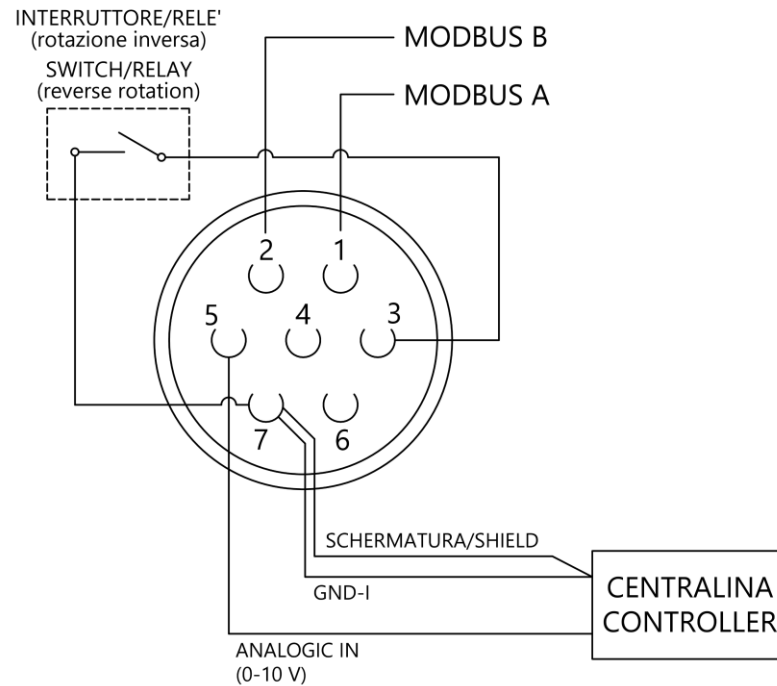 INTERRUTTORE/RELE'
(rotazione inversa)
SWITCH/RELAY
(reverse rotation)
MODBUS B
MODBUS A
2
1
5
4
3
7
6
SCHERMATURA/SHIELD
GND-I
ANALOGIC IN
(0-10 V)
CENTRALINA
CONTROLLER